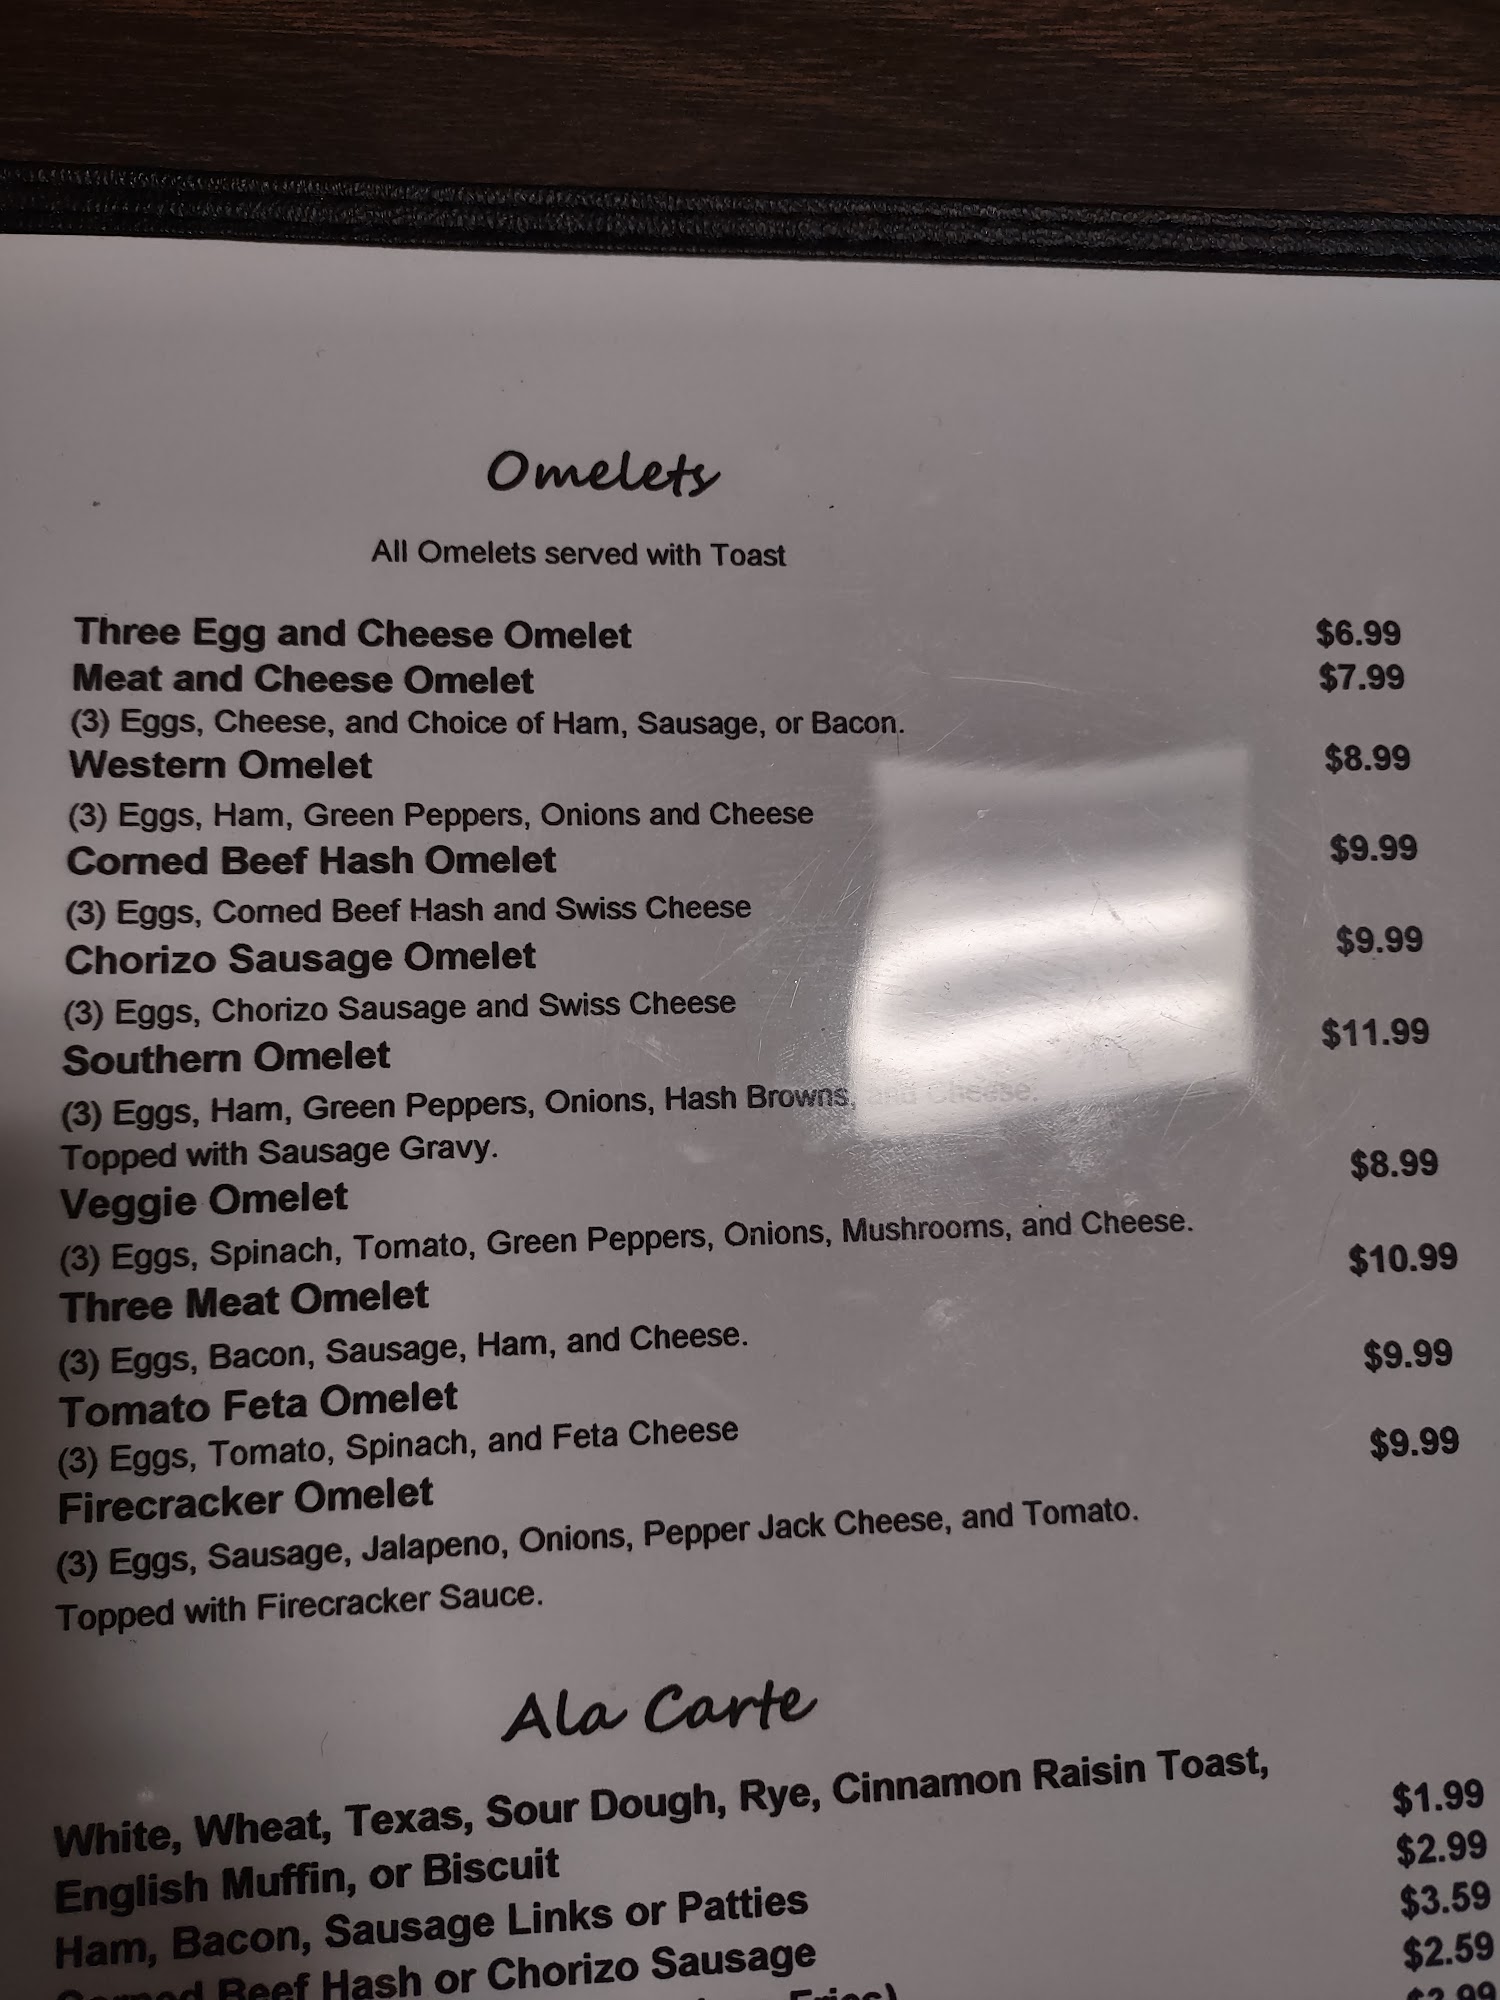 Omelets
All Omelets served with Toast
Three Egg and Cheese Omelet $6.99
Meat and Cheese Omelet $7.99
(3) Eggs, Cheese, and Choice of Ham, Sausage, or Bacon.
Western Omelet $8.99
(3) Eggs, Ham, Green Peppers, Onions and Cheese
Corned Beef Hash Omelet $9.99
(3) Eggs, Corned Beef Hash and Swiss Cheese
Chorizo Sausage Omelet $9.99
(3) Eggs, Chorizo Sausage and Swiss Cheese
Southern Omelet $11.99
(3) Eggs, Ham, Green Peppers, Onions, Hash Browns, and Cheese.
Topped with Sausage Gravy.
Veggie Omelet $8.99
(3) Eggs, Spinach, Tomato, Green Peppers, Onions, Mushrooms, and Cheese.
Three Meat Omelet $10.99
(3) Eggs, Bacon, Sausage, Ham, and Cheese.
Tomato Feta Omelet $9.99
(3) Eggs, Tomato, Spinach, and Feta Cheese
Firecracker Omelet $9.99
(3) Eggs, Sausage, Jalapeno, Onions, Pepper Jack Cheese, and Tomato.
Topped with Firecracker Sauce.
Ala Carte
White, Wheat, Texas, Sour Dough, Rye, Cinnamon Raisin Toast,
English Muffin, or Biscuit $1.99
Ham, Bacon, Sausage Links or Patties $2.99
Corned Beef Hash or Chorizo Sausage $3.59
Fries) $2.59
$2.99